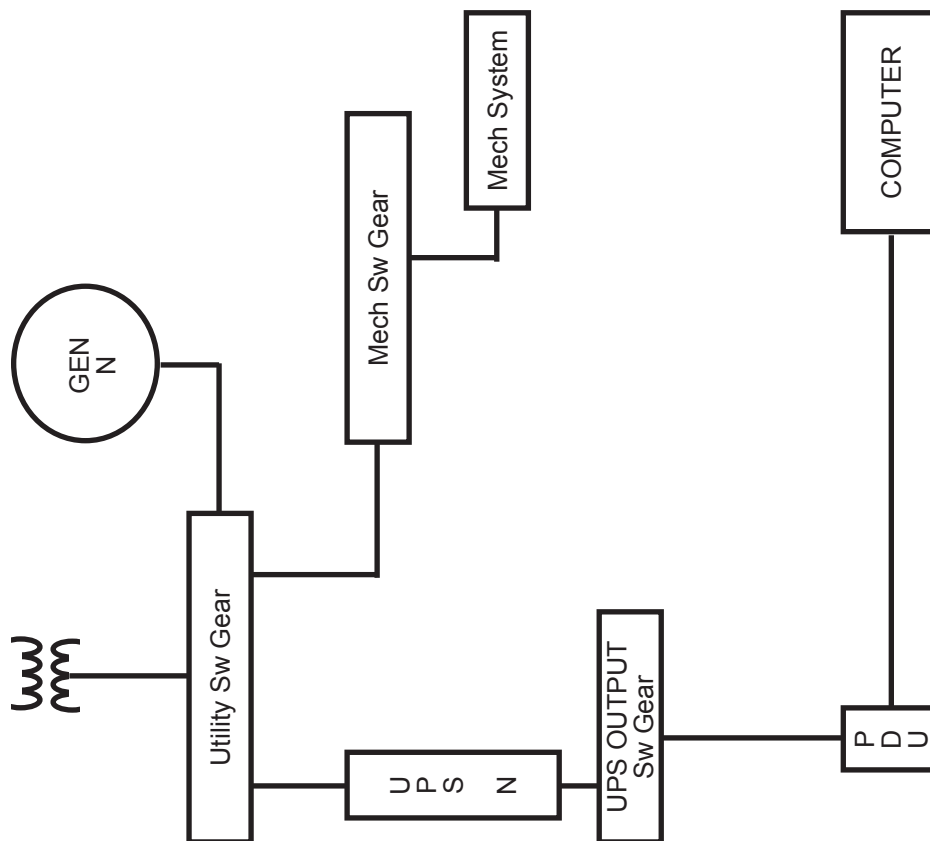 GEN
N
Utility Sw Gear
Mech Sw Gear
Mech System
U
P
S
N
UPS OUTPUT
Sw Gear
P
D
U
COMPUTER